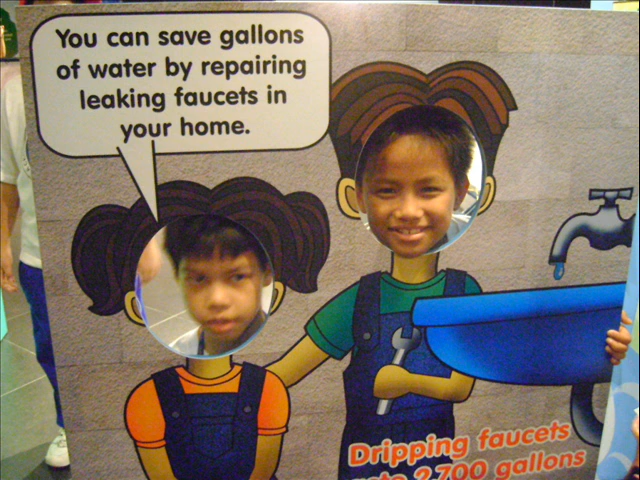 You can save gallons
of water by repairing
leaking faucets in
your home.
Dripping faucets
2,700 gallons